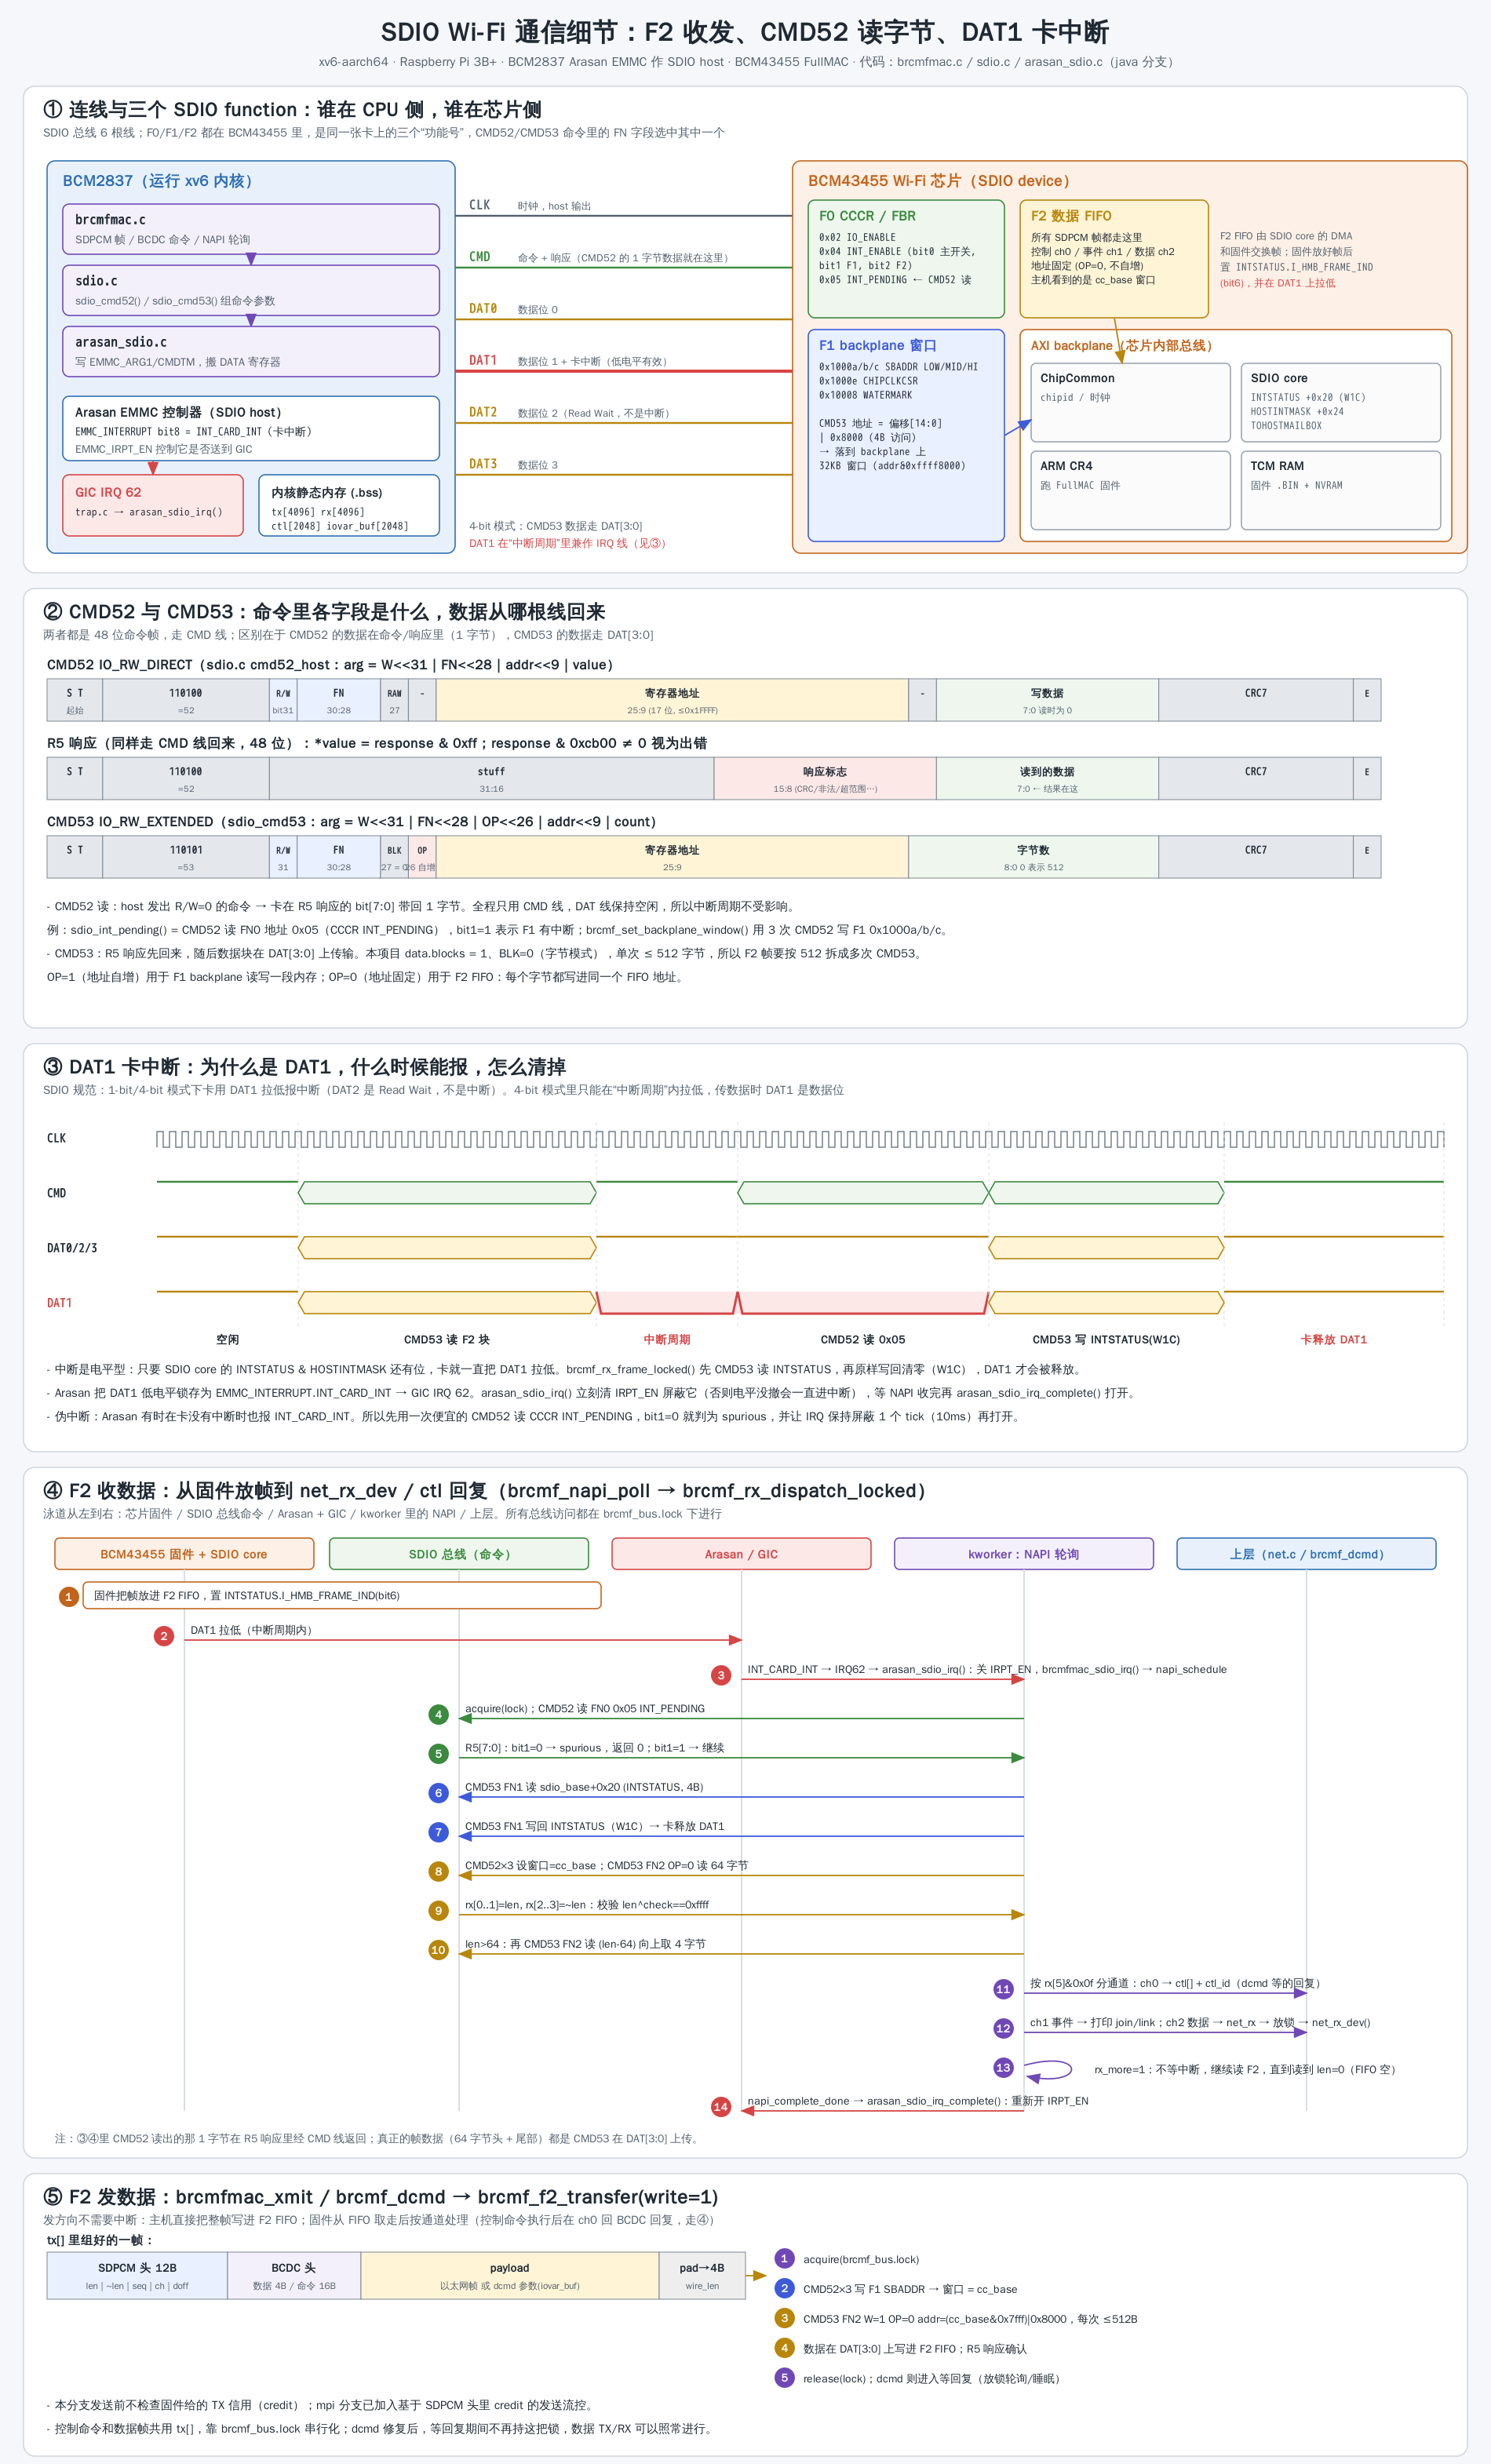 SDIO Wi-Fi 通信细节：F2 收发、CMD52 读字节、DAT1 卡中断
xv6-aarch64 · Raspberry Pi 3B+ · BCM2837 Arasan EMMC 作 SDIO host · BCM43455 FullMAC · 代码：brcmfmac.c / sdio.c / arasan_sdio.c（java 分支）
① 连线与三个 SDIO function：谁在 CPU 侧，谁在芯片侧
SDIO 总线 6 根线；F0/F1/F2 都在 BCM43455 里，是同一张卡上的三个"功能号"，CMD52/CMD53 命令里的 FN 字段选中其中一个
BCM2837（运行 xv6 内核）
brcmfmac.c
SDPCM 帧 / BCDC 命令 / NAPI 轮询
sdio.c
sdio_cmd52() / sdio_cmd53() 组命令参数
arasan_sdio.c
写 EMMC_ARG1/CMDTM，搬 DATA 寄存器
Arasan EMMC 控制器（SDIO host）
EMMC_INTERRUPT bit8 = INT_CARD_INT (卡中断)
EMMC_IRPT_EN 控制它是否送到 GIC
GIC IRQ 62
trap.c → arasan_sdio_irq()
内核静态内存 (.bss)
tx[4096] rx[4096]
ctl[2048] iovar_buf[2048]
CLK 时钟，host 输出
CMD 命令 + 响应（CMD52 的 1 字节数据就在这里）
DAT0 数据位 0
DAT1 数据位 1 + 卡中断（低电平有效）
DAT2 数据位 2（Read Wait，不是中断）
DAT3 数据位 3
4-bit 模式：CMD53 数据走 DAT[3:0]
DAT1 在"中断周期"里兼作 IRQ 线（见③）
BCM43455 Wi-Fi 芯片（SDIO device）
F0 CCCR / FBR
0x02 IO_ENABLE
0x04 INT_ENABLE (bit0 主开关,
bit1 F1, bit2 F2)
0x05 INT_PENDING ← CMD52 读
F2 数据 FIFO
所有 SDPCM 帧都走这里
控制 ch0 / 事件 ch1 / 数据 ch2
地址固定 (OP=0, 不自增)
主机看到的是 cc_base 窗口
F2 FIFO 由 SDIO core 的 DMA
和固件交换帧；固件放好帧后
置 INTSTATUS.I_HMB_FRAME_IND
(bit6)，并在 DAT1 上拉低
F1 backplane 窗口
0x1000a/b/c SBADDR LOW/MID/HI
0x1000e CHIPCLKCSR
0x10008 WATERMARK
CMD53 地址 = 偏移[14:0]
| 0x8000 (4B 访问)
→ 落到 backplane 上
32KB 窗口 (addr&0xffff8000)
AXI backplane（芯片内部总线）
ChipCommon
chipid / 时钟
SDIO core
INTSTATUS +0x20 (W1C)
HOSTINTMASK +0x24
TOHOSTMAILBOX
ARM CR4
跑 FullMAC 固件
TCM RAM
固件 .BIN + NVRAM
② CMD52 与 CMD53：命令里各字段是什么，数据从哪根线回来
两者都是 48 位命令帧，走 CMD 线；区别在于 CMD52 的数据在命令/响应里（1 字节），CMD53 的数据走 DAT[3:0]
CMD52 IO_RW_DIRECT（sdio.c cmd52_host：arg = W<<31 | FN<<28 | addr<<9 | value）
S T 110100 R/W FN RAW - 寄存器地址 - 写数据 CRC7 E
起始 =52 bit31 30:28 27 25:9 (17 位, ≤0x1FFFF) 7:0 读时为 0
R5 响应（同样走 CMD 线回来，48 位）：*value = response & 0xff；response & 0xcb00 ≠ 0 视为出错
S T 110100 stuff 响应标志 读到的数据 CRC7 E
=52 31:16 15:8 (CRC/非法/超范围…) 7:0 ← 结果在这
CMD53 IO_RW_EXTENDED（sdio_cmd53：arg = W<<31 | FN<<28 | OP<<26 | addr<<9 | count）
S T 110101 R/W FN BLK OP 寄存器地址 字节数 CRC7 E
=53 31 30:28 27 = 0 26 自增 25:9 8:0 0 表示 512
- CMD52 读：host 发出 R/W=0 的命令 → 卡在 R5 响应的 bit[7:0] 带回 1 字节。全程只用 CMD 线，DAT 线保持空闲，所以中断周期不受影响。
例：sdio_int_pending() = CMD52 读 FN0 地址 0x05（CCCR INT_PENDING），bit1=1 表示 F1 有中断；brcmf_set_backplane_window() 用 3 次 CMD52 写 F1 0x1000a/b/c。
- CMD53：R5 响应先回来，随后数据块在 DAT[3:0] 上传输。本项目 data.blocks = 1、BLK=0（字节模式），单次 ≤ 512 字节，所以 F2 帧要按 512 拆成多次 CMD53。
OP=1（地址自增）用于 F1 backplane 读写一段内存；OP=0（地址固定）用于 F2 FIFO：每个字节都写进同一个 FIFO 地址。
③ DAT1 卡中断：为什么是 DAT1，什么时候能报，怎么清掉
SDIO 规范：1-bit/4-bit 模式下卡用 DAT1 拉低报中断（DAT2 是 Read Wait，不是中断）。4-bit 模式里只能在"中断周期"内拉低，传数据时 DAT1 是数据位
CLK
CMD
DAT0/2/3
DAT1
空闲 CMD53 读 F2 块 中断周期 CMD52 读 0x05 CMD53 写 INTSTATUS(W1C) 卡释放 DAT1
- 中断是电平型：只要 SDIO core 的 INTSTATUS & HOSTINTMASK 还有位，卡就一直把 DAT1 拉低。brcmf_rx_frame_locked() 先 CMD53 读 INTSTATUS，再原样写回清零（W1C），DAT1 才会被释放。
- Arasan 把 DAT1 低电平锁存为 EMMC_INTERRUPT.INT_CARD_INT → GIC IRQ 62。arasan_sdio_irq() 立刻清 IRPT_EN 屏蔽它（否则电平没撤会一直进中断），等 NAPI 收完再 arasan_sdio_irq_complete() 打开。
- 伪中断：Arasan 有时在卡没有中断时也报 INT_CARD_INT。所以先用一次便宜的 CMD52 读 CCCR INT_PENDING，bit1=0 就判为 spurious，并让 IRQ 保持屏蔽 1 个 tick（10ms）再打开。
④ F2 收数据：从固件放帧到 net_rx_dev / ctl 回复（brcmf_napi_poll → brcmf_rx_dispatch_locked）
泳道从左到右：芯片固件 / SDIO 总线命令 / Arasan + GIC / kworker 里的 NAPI / 上层。所有总线访问都在 brcmf_bus.lock 下进行
BCM43455 固件 + SDIO core SDIO 总线（命令） Arasan / GIC kworker：NAPI 轮询 上层（net.c / brcmf_dcmd）
1 固件把帧放进 F2 FIFO，置 INTSTATUS.I_HMB_FRAME_IND(bit6)
2 DAT1 拉低（中断周期内）
3 INT_CARD_INT → IRQ62 → arasan_sdio_irq()：关 IRPT_EN，brcmfmac_sdio_irq() → napi_schedule
4 acquire(lock)；CMD52 读 FN0 0x05 INT_PENDING
5 R5[7:0]：bit1=0 → spurious，返回 0；bit1=1 → 继续
6 CMD53 FN1 读 sdio_base+0x20 (INTSTATUS, 4B)
7 CMD53 FN1 写回 INTSTATUS（W1C）→ 卡释放 DAT1
8 CMD52×3 设窗口=cc_base；CMD53 FN2 OP=0 读 64 字节
9 rx[0..1]=len, rx[2..3]=~len：校验 len^check==0xffff
10 len>64：再 CMD53 FN2 读 (len-64) 向上取 4 字节
11 按 rx[5]&0x0f 分通道：ch0 → ctl[] + ctl_id（dcmd 等的回复）
12 ch1 事件 → 打印 join/link；ch2 数据 → net_rx → 放锁 → net_rx_dev()
13 rx_more=1：不等中断，继续读 F2，直到读到 len=0（FIFO 空）
14 napi_complete_done → arasan_sdio_irq_complete()：重新开 IRPT_EN
注：③④里 CMD52 读出的那 1 字节在 R5 响应里经 CMD 线返回；真正的帧数据（64 字节头 + 尾部）都是 CMD53 在 DAT[3:0] 上传。
⑤ F2 发数据：brcmfmac_xmit / brcmf_dcmd → brcmf_f2_transfer(write=1)
发方向不需要中断：主机直接把整帧写进 F2 FIFO；固件从 FIFO 取走后按通道处理（控制命令执行后在 ch0 回 BCDC 回复，走④）
tx[] 里组好的一帧：
SDPCM 头 12B BCDC 头 payload pad→4B
len | ~len | seq | ch | doff 数据 4B / 命令 16B 以太网帧 或 dcmd 参数(iovar_buf) wire_len
1 acquire(brcmf_bus.lock)
2 CMD52×3 写 F1 SBADDR → 窗口 = cc_base
3 CMD53 FN2 W=1 OP=0 addr=(cc_base&0x7fff)|0x8000，每次 ≤512B
4 数据在 DAT[3:0] 上写进 F2 FIFO；R5 响应确认
5 release(lock)；dcmd 则进入等回复（放锁轮询/睡眠）
- 本分支发送前不检查固件给的 TX 信用（credit）；mpi 分支已加入基于 SDPCM 头里 credit 的发送流控。
- 控制命令和数据帧共用 tx[]，靠 brcmf_bus.lock 串行化；dcmd 修复后，等回复期间不再持这把锁，数据 TX/RX 可以照常进行。